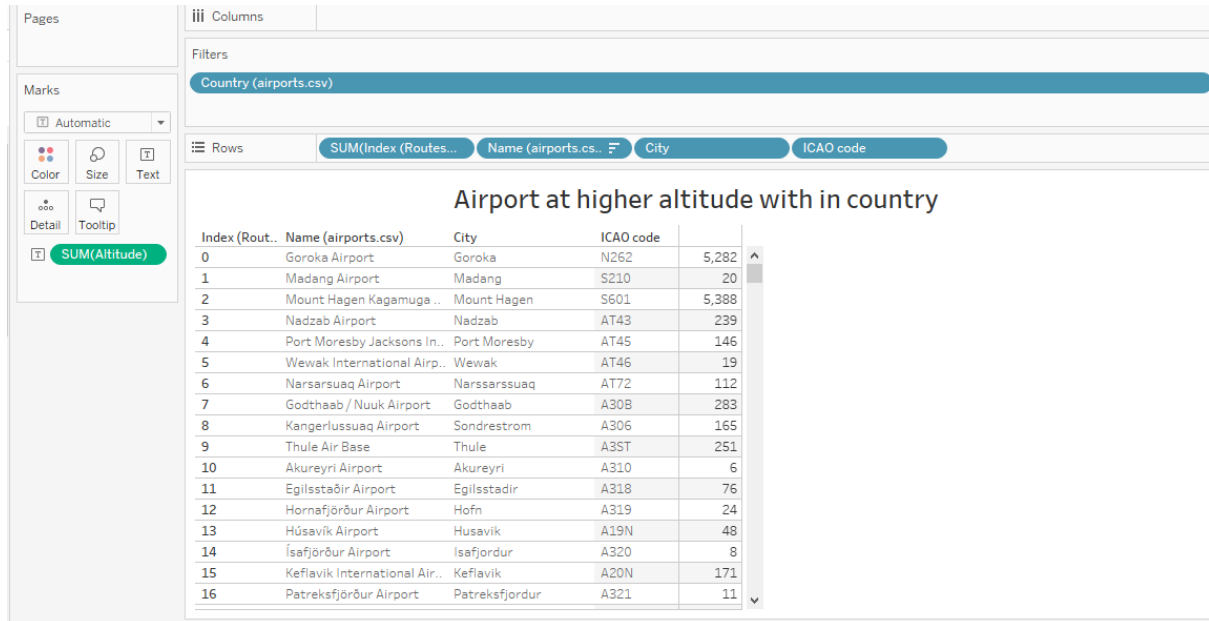 Pages
Columns
Filters
Country (airports.csv)
Marks
Automatic
Color Size Text
Detail Tooltip
SUM(Altitude)
Rows SUM(Index (Routes... Name (airports.cs.. City ICAO code
Airport at higher altitude with in country
Index (Rout.. Name (airports.csv) City ICAO code
0 Goroka Airport Goroka N262 5,282
1 Madang Airport Madang S210 20
2 Mount Hagen Kagamuga .. Mount Hagen S601 5,388
3 Nadzab Airport Nadzab AT43 239
4 Port Moresby Jacksons In.. Port Moresby AT45 146
5 Wewak International Airp.. Wewak AT46 19
6 Narsarsuaq Airport Narssarssuaq AT72 112
7 Godthaab / Nuuk Airport Godthaab A30B 283
8 Kangerlussuaq Airport Sondrestrom A306 165
9 Thule Air Base Thule A3ST 251
10 Akureyri Airport Akureyri A310 6
11 Egilsstaðir Airport Egilsstadir A318 76
12 Hornafjörður Airport Hofn A319 24
13 Húsavík Airport Husavik A19N 48
14 Ísafjörður Airport Isafjordur A320 8
15 Keflavik International Air.. Keflavik A20N 171
16 Patreksfjörður Airport Patreksfjordur A321 11